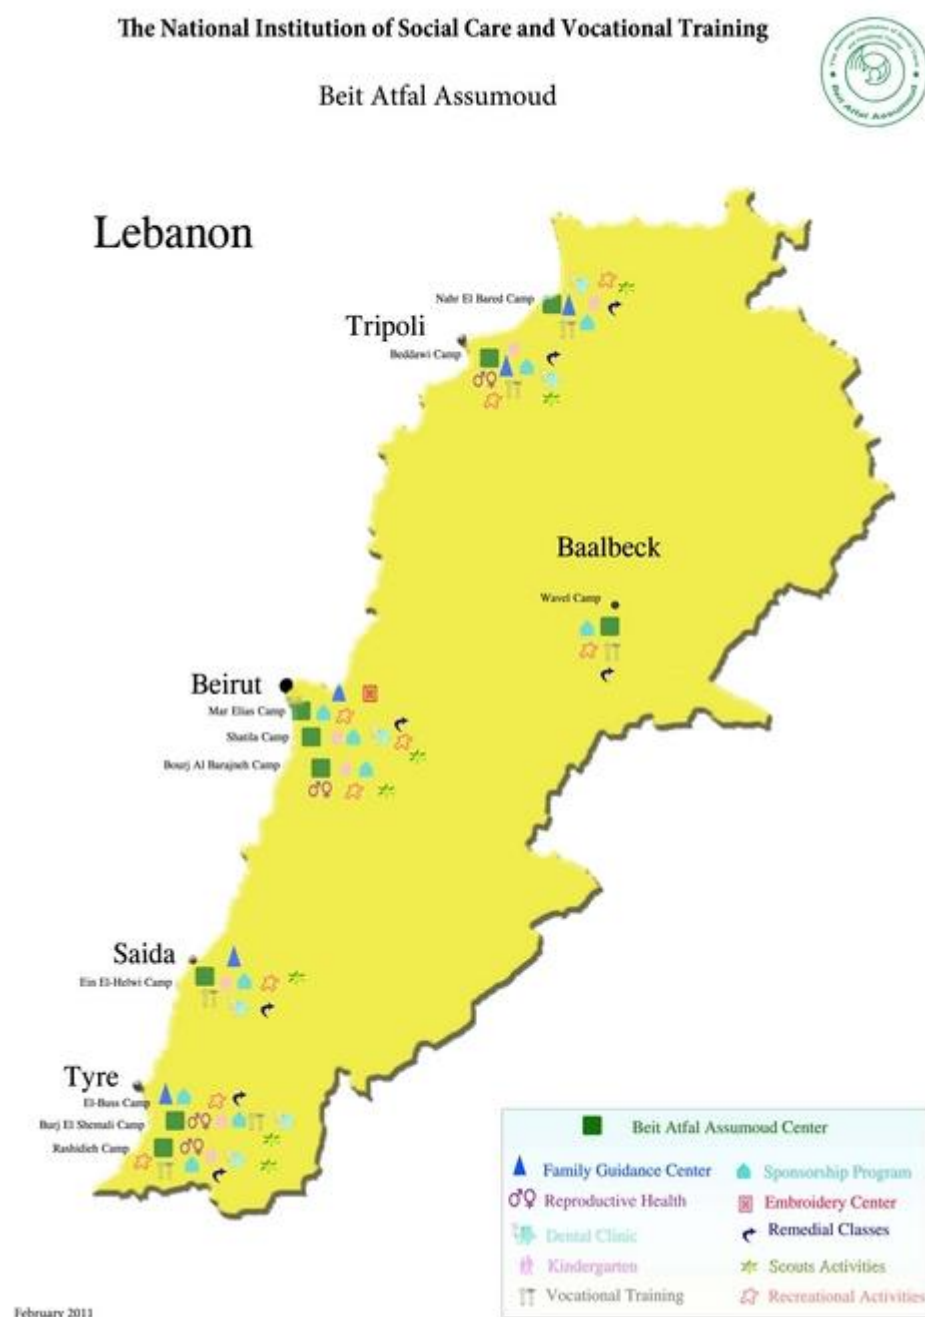 The National Institution of Social Care and Vocational Training
Beit Atfal Assumoud
Beit Atfal Assumoud
Lebanon
Nahr El Bared Camp
Tripoli
Beddawi Camp
Baalbeck
Wavel Camp
Beirut
Mar Elias Camp
Shatila Camp
Bourj Al Barajneh Camp
Saida
Ein El-Helwi Camp
Tyre
El-Buss Camp
Burj El Shemali Camp
Rashidieh Camp
Beit Atfal Assumoud Center
Family Guidance Center
Sponsorship Program
Reproductive Health
Embroidery Center
Dental Clinic
Remedial Classes
Kindergarten
Scouts Activities
Vocational Training
Recreational Activities
February 2011